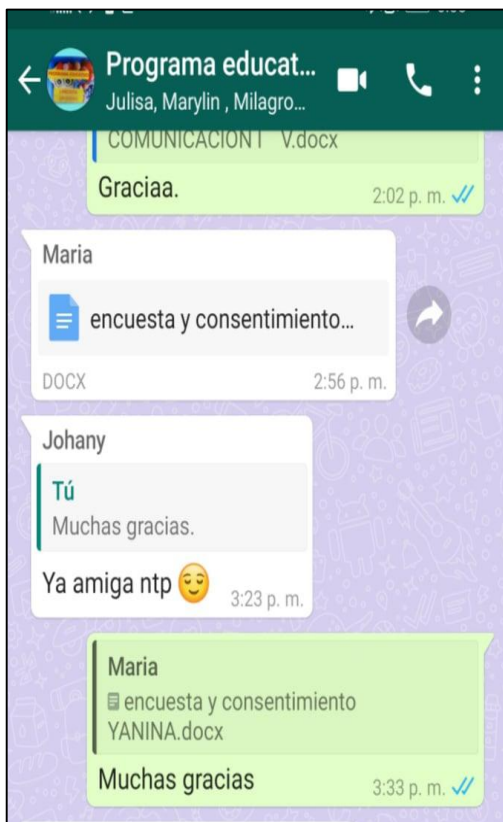 Programa educat...
Julisa, Marylin , Milagro...
COMUNICACION I V.docx
Graciaa.
2:02 p. m.
Maria
encuesta y consentimiento...
DOCX 2:56 p. m.
Johany
Tú
Muchas gracias.
Ya amiga ntp 3:23 p. m.
Maria
encuesta y consentimiento
YANINA.docx
Muchas gracias
3:33 p. m.